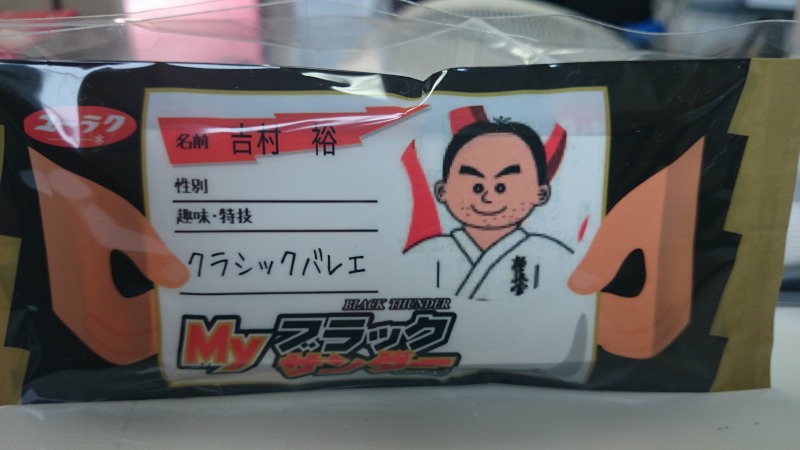 ユーラク
名前 吉村 裕
性別
趣味・特技
クラシックバレエ
BLACK THUNDER
My ブラック
サンダー